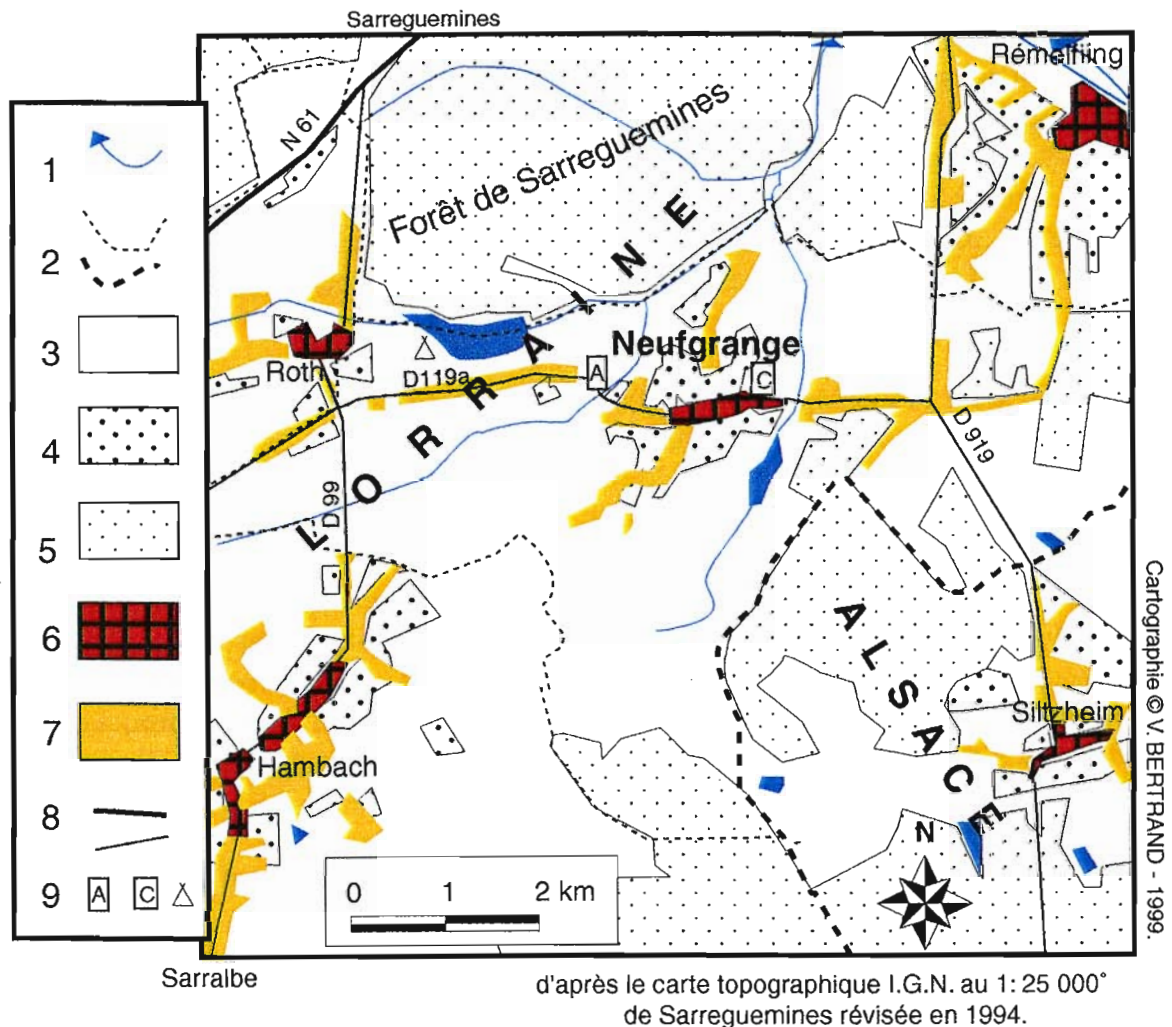 Sarreguemines
Rémelfing
N 61
Forêt de Sarreguemines
LORRAINE
Neufgrange
A
C
Roth
D119a
D 919
D 99
ALSACE
Siltzheim
Hambach
N
0 1 2 km
1
2
3
4
5
6
7
8
9 A C
Sarralbe
Cartographie © V. BERTRAND - 1999.
d'après le carte topographique I.G.N. au 1: 25 000°
de Sarreguemines révisée en 1994.